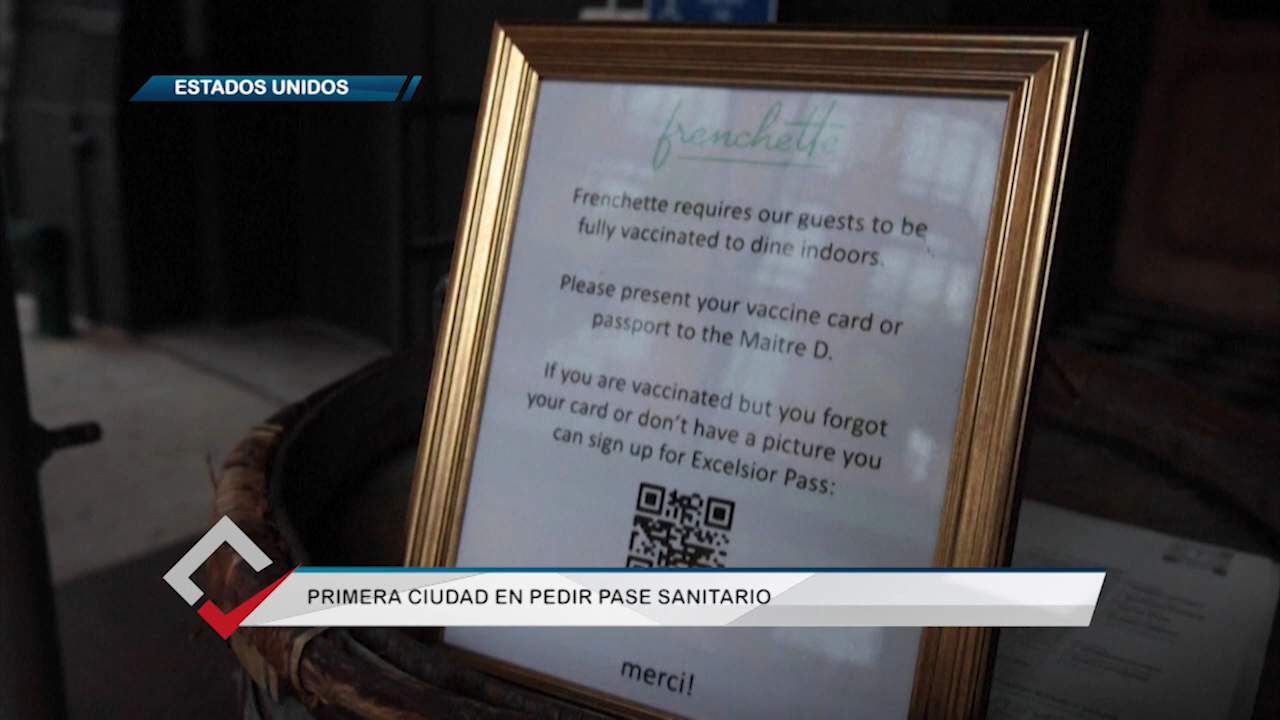 ESTADOS UNIDOS
frenchette
Frenchette requires our guests to be
fully vaccinated to dine indoors.
Please present your vaccine card or
passport to the Maitre D.
If you are vaccinated but you forgot
your card or don't have a picture you
can sign up for Excelsior Pass:
PRIMERA CIUDAD EN PEDIR PASE SANITARIO
merci!